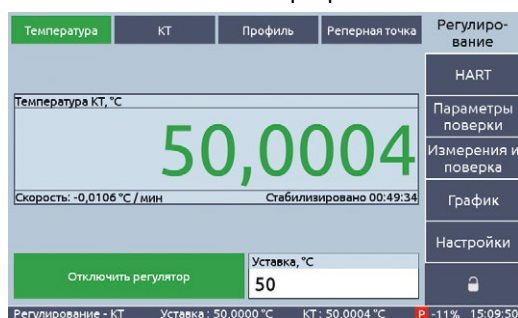 Температура КТ Профиль Реперная точка Регулиро-
вание
HART
Параметры
поверки
Измерения и
поверка
График
Настройки
Температура КТ, °C
50,0004
Скорость: -0,0106 °C / мин Стабилизировано 00:49:34
Отключить регулятор
Уставка, °C
50
Регулирование - КТ Уставка : 50,0000 °C КТ : 50,0004 °C P -11% 15:09:50